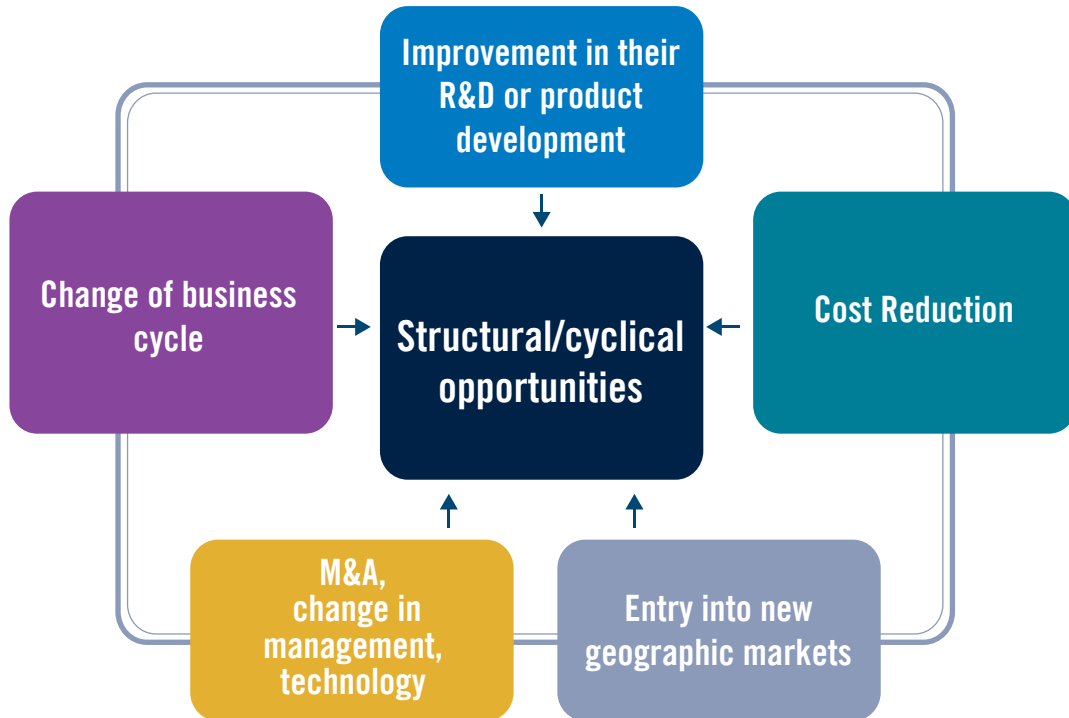 Improvement in their
R&D or product
development
Change of business
cycle
Structural/cyclical
opportunities
Cost Reduction
M&A,
change in
management,
technology
Entry into new
geographic markets